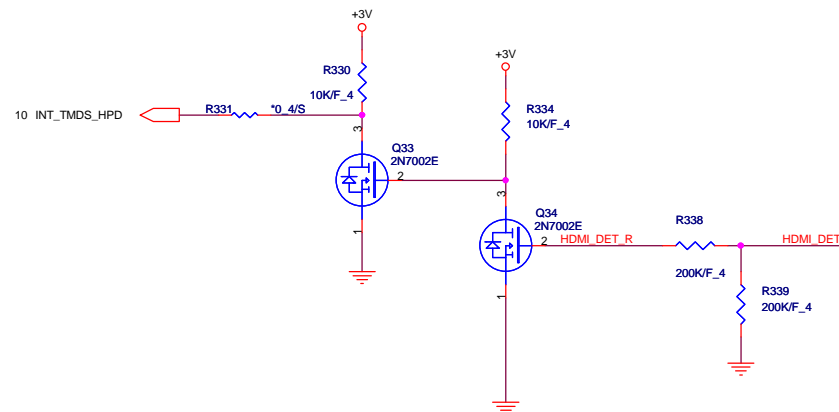 +3V
+3V
R330
10K/F_4
R334
10K/F_4
10 INT_TMDS_HPD
R331
*0_4/S
3
Q33
2N7002E
2
1
3
Q34
2N7002E
2
HDMI_DET_R
1
R338
200K/F_4
HDMI_DET
R339
200K/F_4